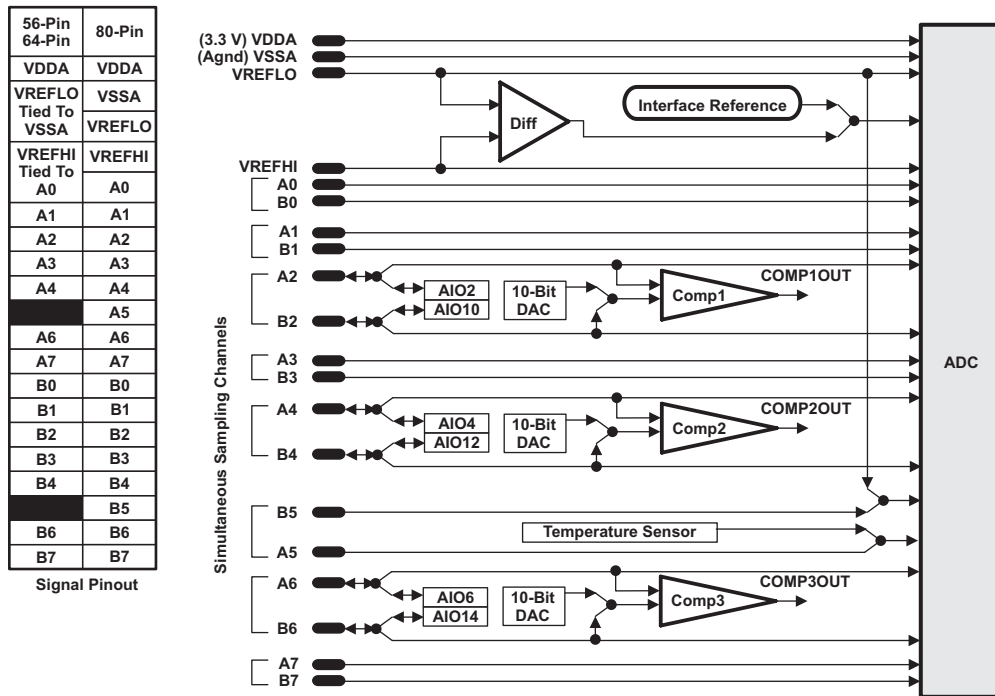 56-Pin
64-Pin
80-Pin
VDDA VDDA
VREFLO
Tied To
VSSA
VSSA
VREFLO
VREFHI
Tied To
A0
VREFHI
A0
A1 A1
A2 A2
A3 A3
A4 A4
A5
A6 A6
A7 A7
B0 B0
B1 B1
B2 B2
B3 B3
B4 B4
B5
B6 B6
B7 B7
Signal Pinout
(3.3 V) VDDA
(Agnd) VSSA
VREFLO
Diff
Interface Reference
VREFHI
A0
B0
A1
B1
A2
AIO2
AIO10
10-Bit
DAC
Comp1
COMP1OUT
B2
A3
B3
A4
AIO4
AIO12
10-Bit
DAC
Comp2
COMP2OUT
B4
B5
Temperature Sensor
A5
A6
AIO6
AIO14
10-Bit
DAC
Comp3
COMP3OUT
B6
A7
B7
Simultaneous Sampling Channels
ADC